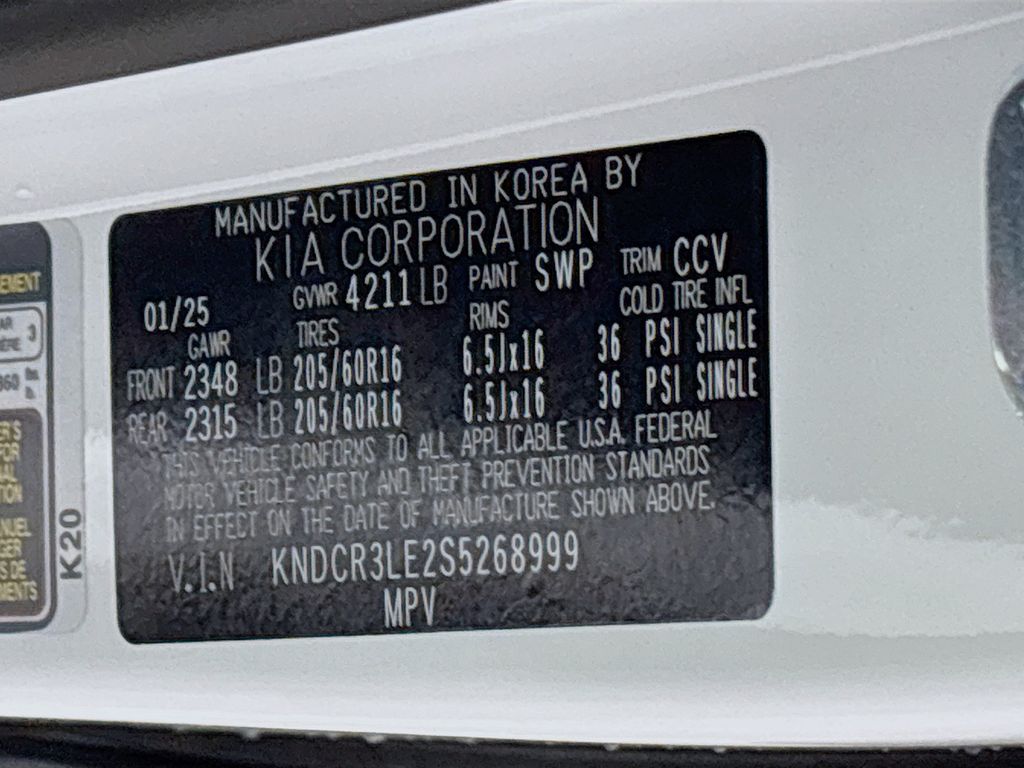 MANUFACTURED IN KOREA BY
KIA CORPORATION
01/25 GVWR 4211 LB PAINT SWP TRIM CCV
GAWR TIRES RIMS COLD TIRE INFL
FRONT 2348 LB 205/60R16 6.5Jx16 36 PSI SINGLE
REAR 2315 LB 205/60R16 6.5Jx16 36 PSI SINGLE
THIS VEHICLE CONFORMS TO ALL APPLICABLE U.S.A. FEDERAL
MOTOR VEHICLE SAFETY AND THEFT PREVENTION STANDARDS
IN EFFECT ON THE DATE OF MANUFACTURE SHOWN ABOVE.
V.I.N KNDCR3LE2S5268999
MPV
K20
3